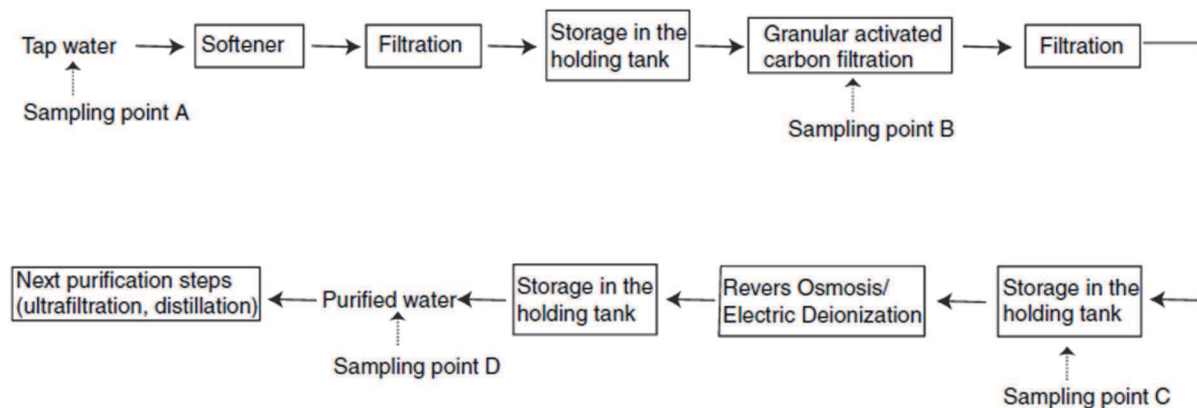 Tap water
Softener
Filtration
Storage in the
holding tank
Granular activated
carbon filtration
Filtration
Sampling point A
Sampling point B
Next purification steps
(ultrafiltration, distillation)
Purified water
Storage in the
holding tank
Revers Osmosis/
Electric Deionization
Storage in the
holding tank
Sampling point D
Sampling point C